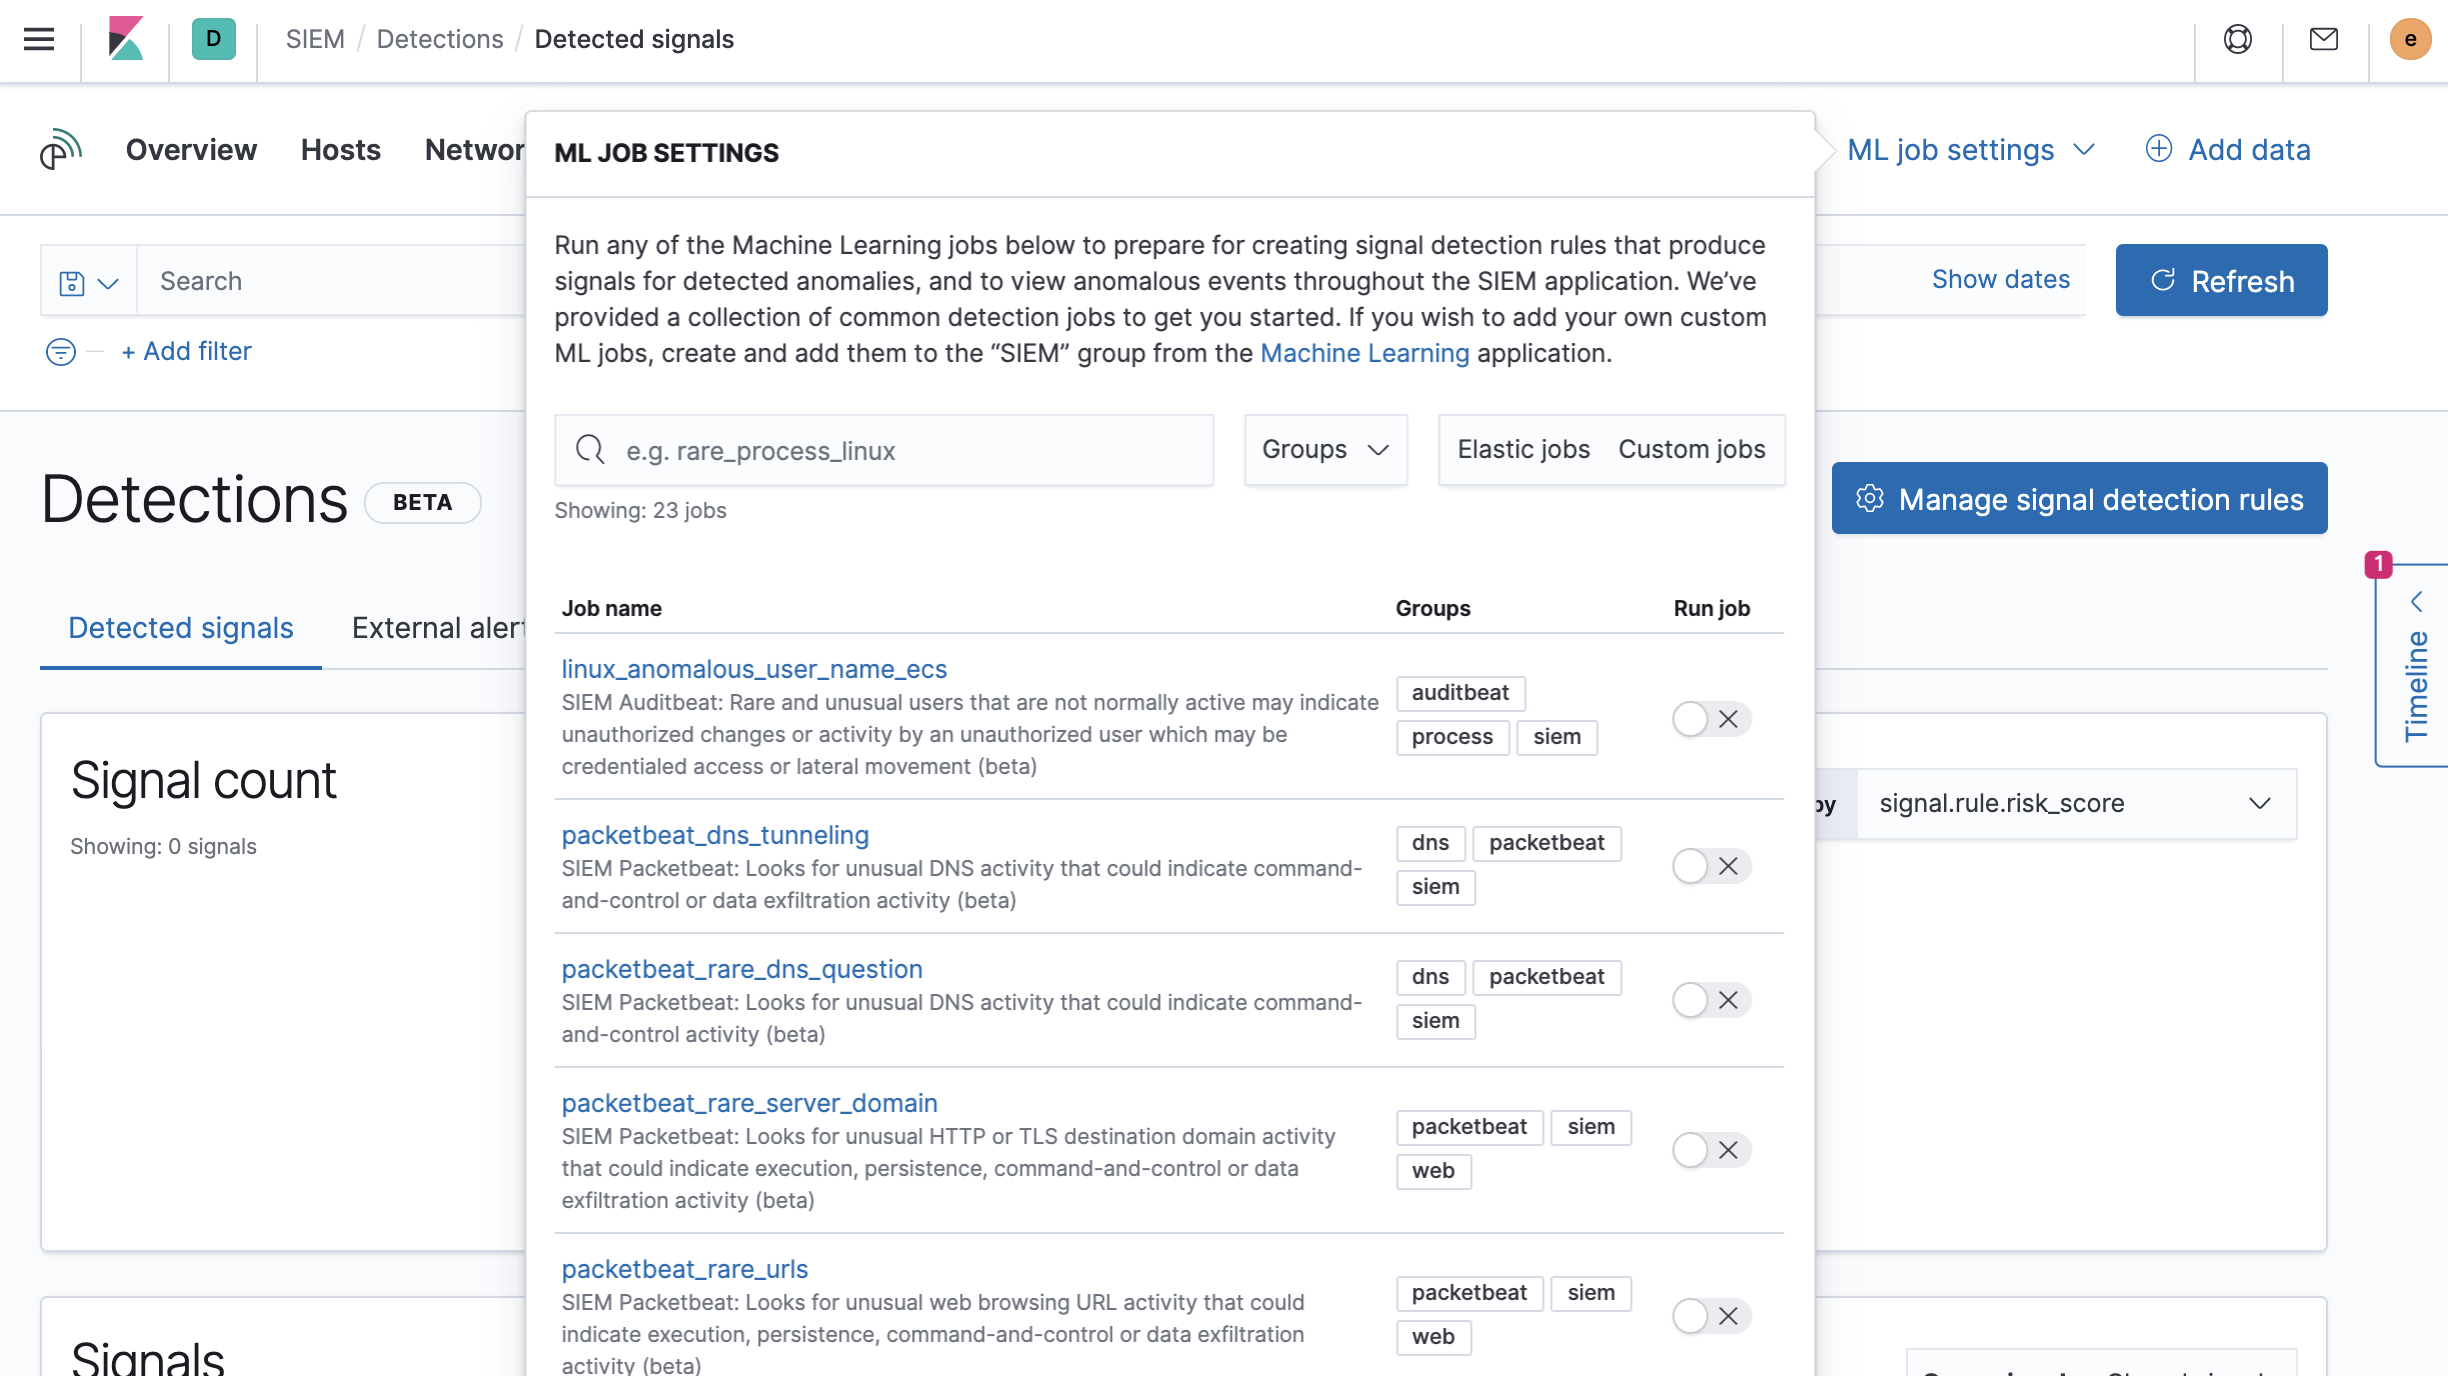 D
SIEM / Detections / Detected signals
e
Overview
Hosts
Networ
ML job settings
Add data
Search
Show dates
Refresh
+ Add filter
ML JOB SETTINGS
Run any of the Machine Learning jobs below to prepare for creating signal detection rules that produce
signals for detected anomalies, and to view anomalous events throughout the SIEM application. We’ve
provided a collection of common detection jobs to get you started. If you wish to add your own custom
ML jobs, create and add them to the “SIEM” group from the Machine Learning application.
e.g. rare_process_linux
Groups
Elastic jobs
Custom jobs
Showing: 23 jobs
Detections
BETA
Manage signal detection rules
1
Timeline
Detected signals
External alert
Job name
Groups
Run job
linux_anomalous_user_name_ecs
SIEM Auditbeat: Rare and unusual users that are not normally active may indicate
unauthorized changes or activity by an unauthorized user which may be
credentialed access or lateral movement (beta)
auditbeat
process
siem
packetbeat_dns_tunneling
SIEM Packetbeat: Looks for unusual DNS activity that could indicate command-
and-control or data exfiltration activity (beta)
dns
packetbeat
siem
packetbeat_rare_dns_question
SIEM Packetbeat: Looks for unusual DNS activity that could indicate command-
and-control activity (beta)
dns
packetbeat
siem
packetbeat_rare_server_domain
SIEM Packetbeat: Looks for unusual HTTP or TLS destination domain activity
that could indicate execution, persistence, command-and-control or data
exfiltration activity (beta)
packetbeat
siem
web
packetbeat_rare_urls
SIEM Packetbeat: Looks for unusual web browsing URL activity that could
indicate execution, persistence, command-and-control or data exfiltration
activity (beta)
packetbeat
siem
web
Signal count
Showing: 0 signals
by
signal.rule.risk_score
Signals